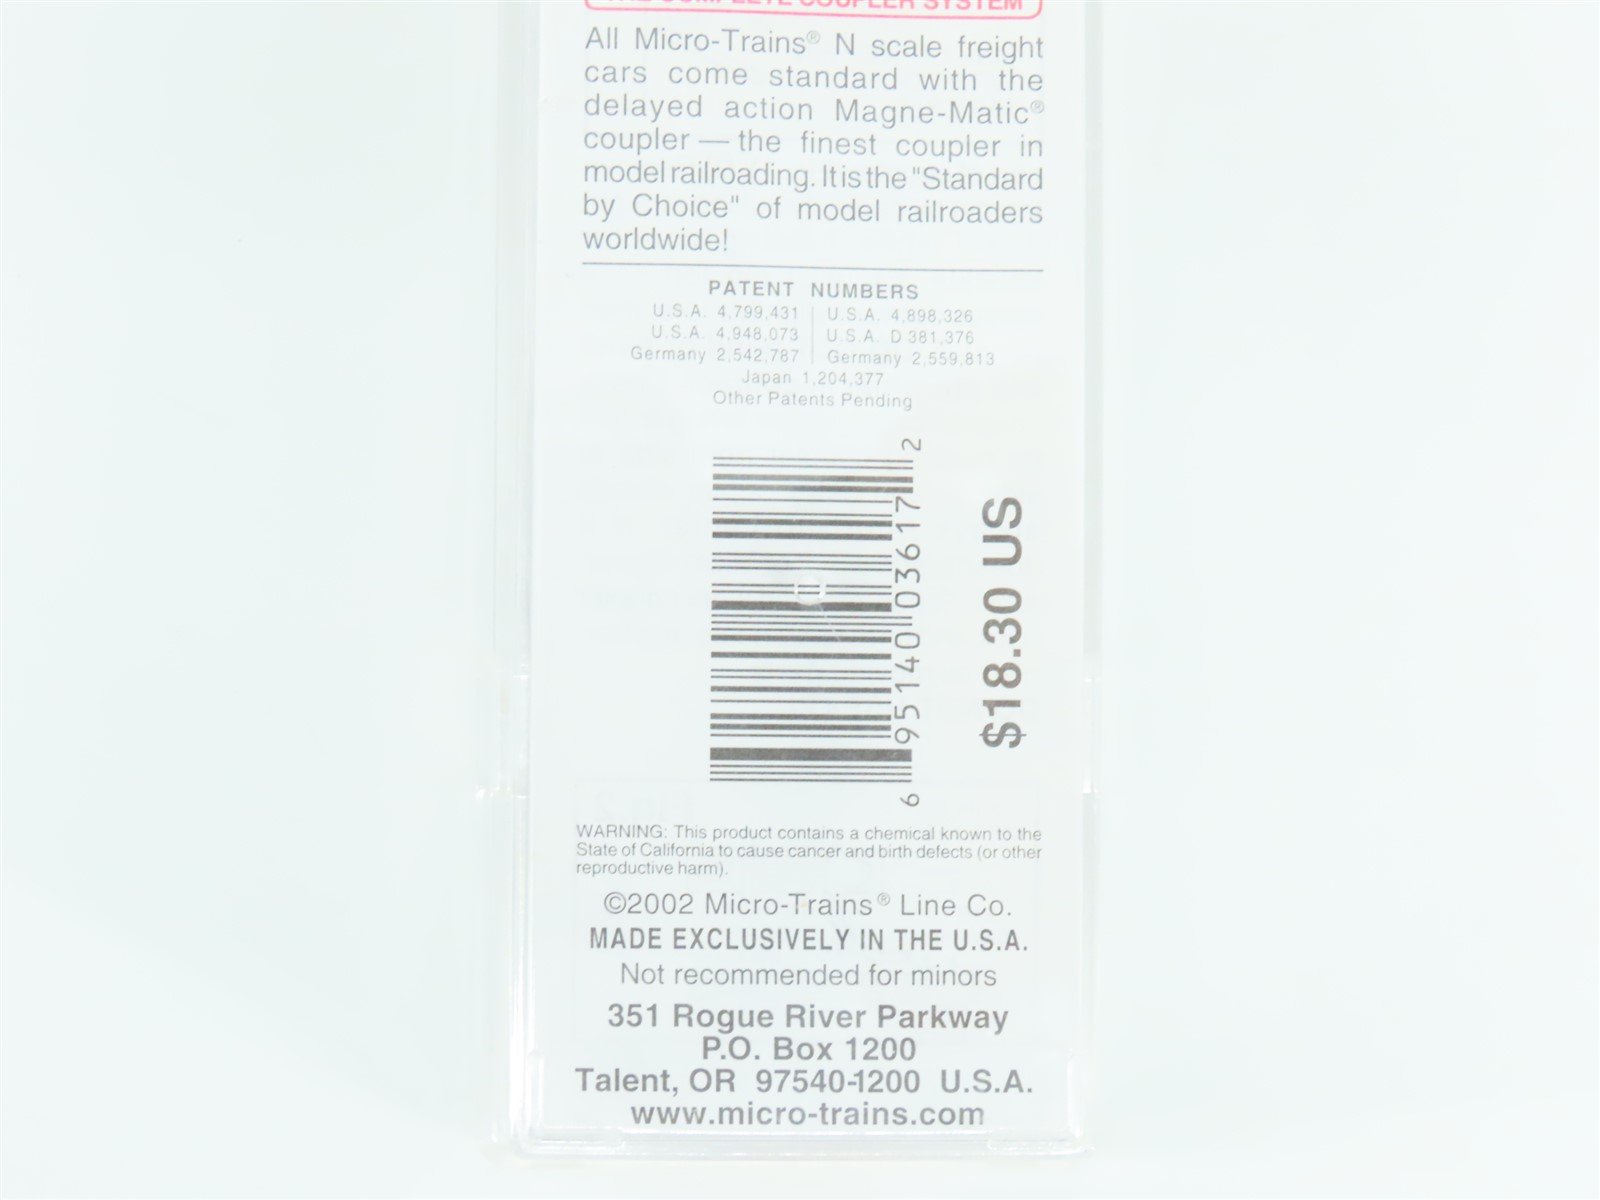 THE COMPLETE COUPLER SYSTEM
All Micro-Trains® N scale freight
cars come standard with the
delayed action Magne-Matic®
coupler — the finest coupler in
model railroading. It is the "Standard
by Choice" of model railroaders
worldwide!
PATENT NUMBERS
U.S.A. 4,799,431 | U.S.A. 4,898,326
U.S.A. 4,948,073 | U.S.A. D 381,376
Germany 2,542,787 | Germany 2,559,813
Japan 1,204,377
Other Patents Pending
6 95140 03617 2
$18.30 US
WARNING: This product contains a chemical known to the
State of California to cause cancer and birth defects (or other
reproductive harm).
©2002 Micro-Trains® Line Co.
MADE EXCLUSIVELY IN THE U.S.A.
Not recommended for minors
351 Rogue River Parkway
P.O. Box 1200
Talent, OR 97540-1200 U.S.A.
www.micro-trains.com